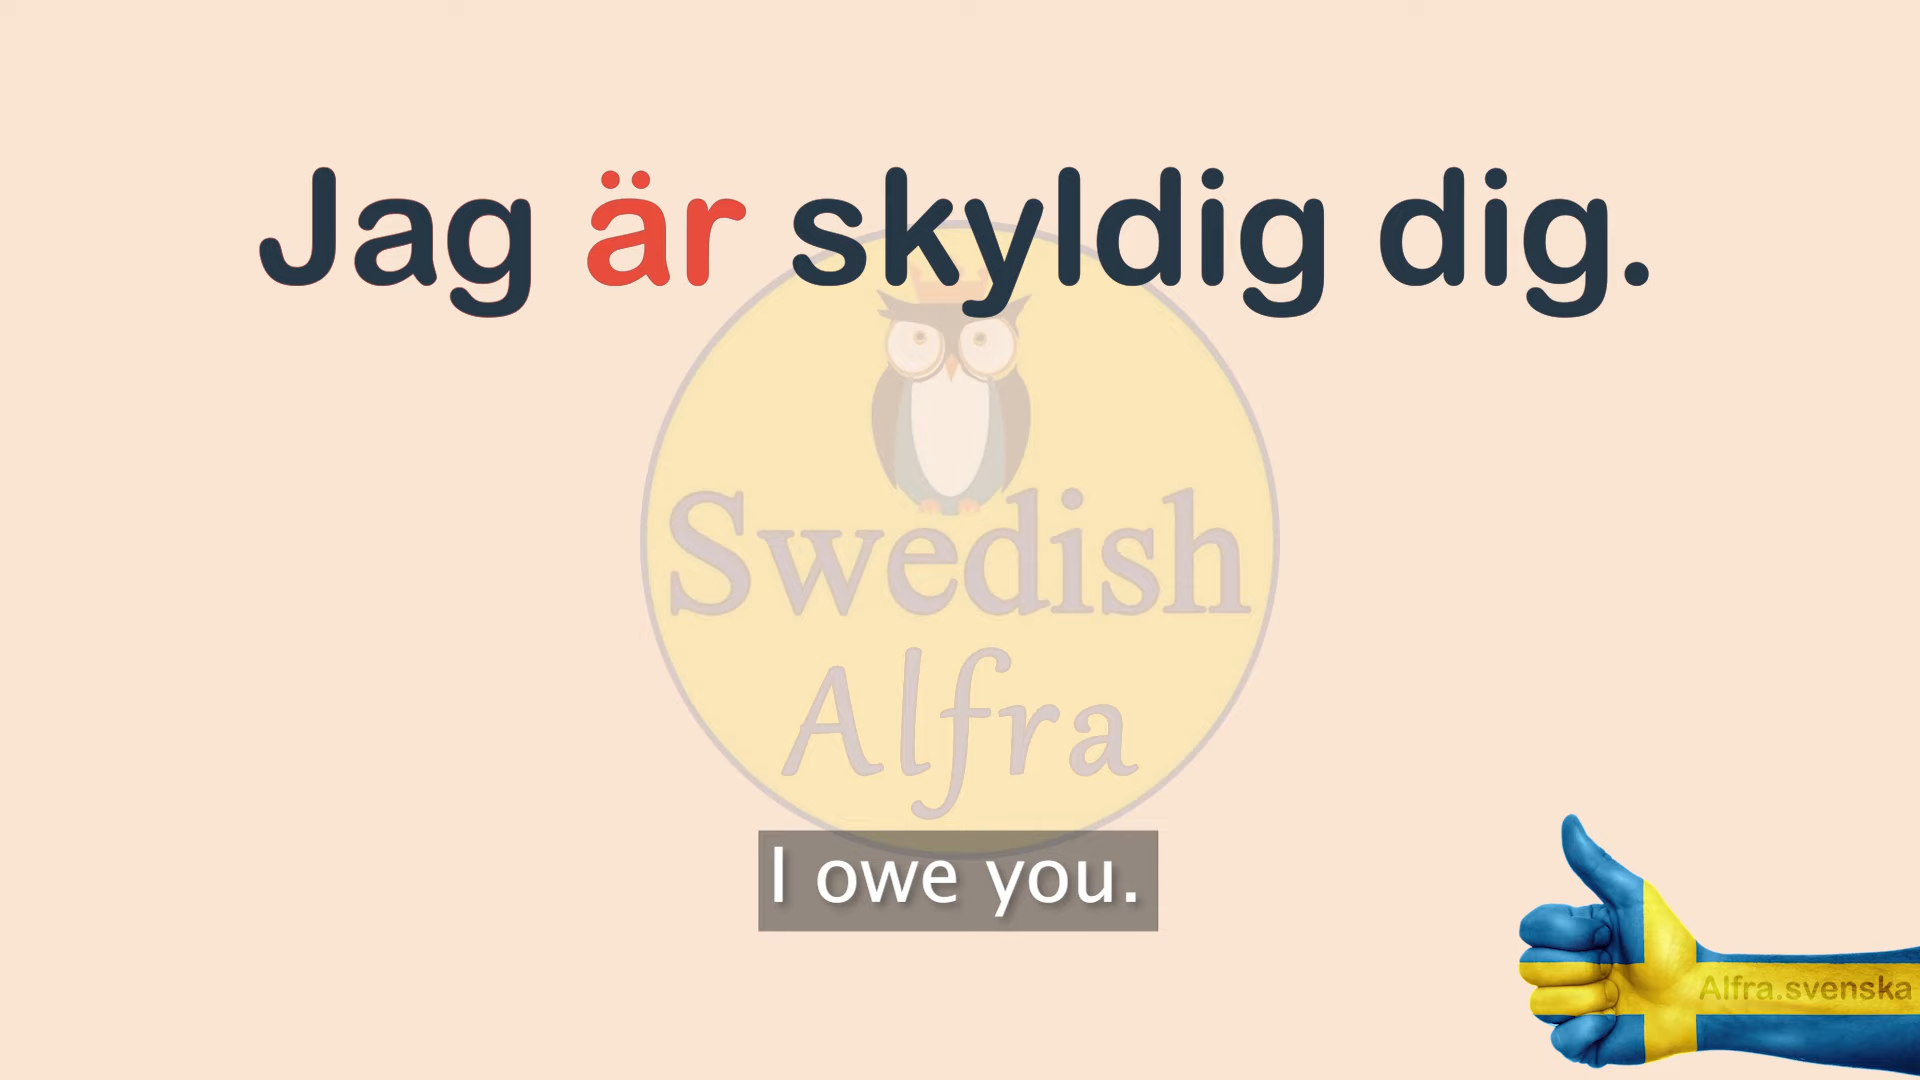 Jag är skyldig dig.
Swedish
Alfra
I owe you.
Alfra.svenska